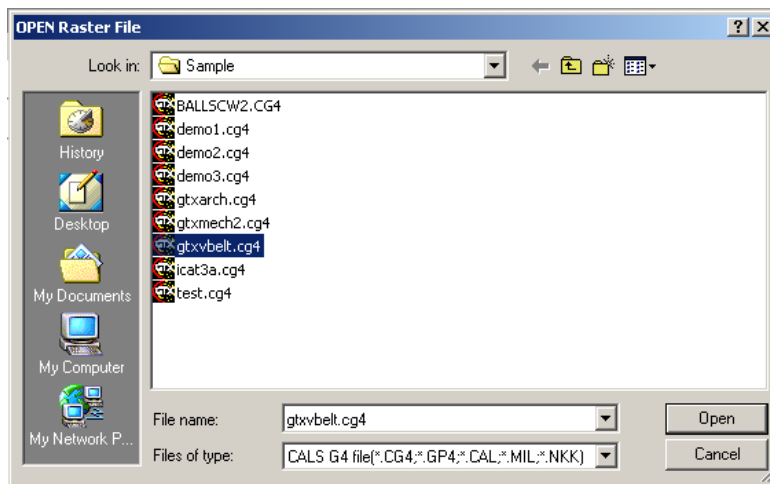 OPEN Raster File
Look in: Sample
BALLSCW2.CG4
demo1.cg4
demo2.cg4
demo3.cg4
gtxarch.cg4
gtxmech2.cg4
gtxvbelt.cg4
icat3a.cg4
test.cg4
History
Desktop
My Documents
My Computer
My Network P...
File name: gtxvbelt.cg4 Open
Files of type: CALS G4 file(*.CG4;*.GP4;*.CAL;*.MIL;*.NKK) Cancel